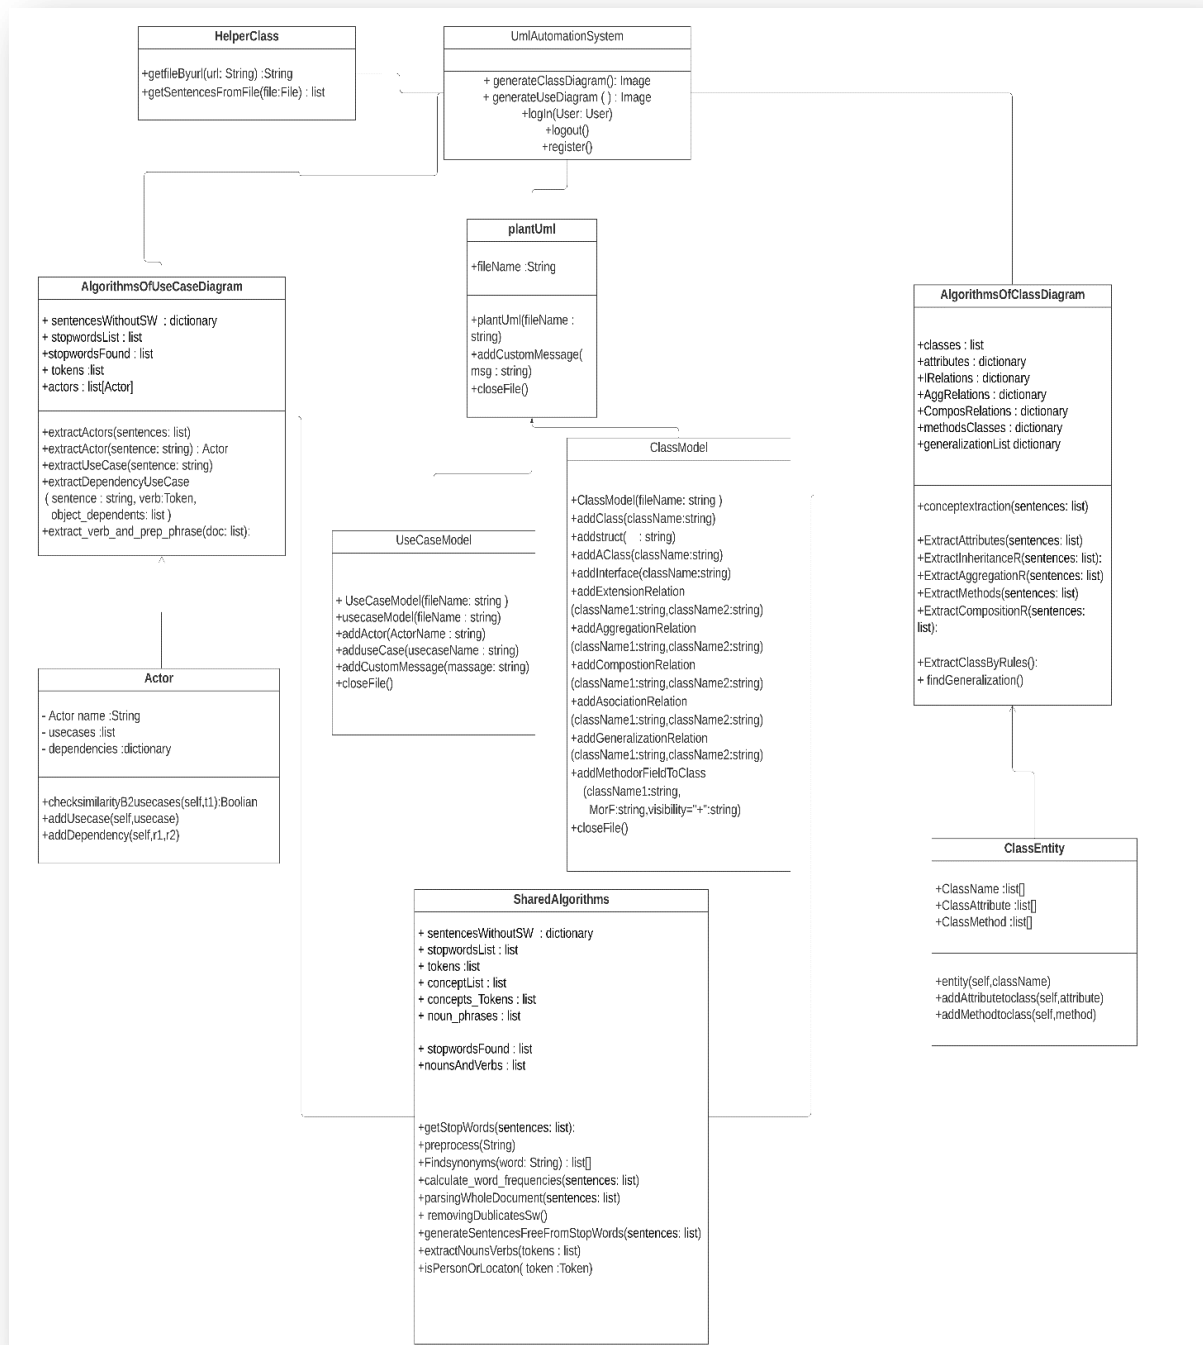 HelperClass
+getfileByurl(url: String) :String
+getSentencesFromFile(file:File) : list
UmlAutomationSystem
+ generateClassDiagram(): Image
+ generateUseDiagram ( ) : Image
+logIn(User: User)
+logout()
+register()
plantUml
+fileName :String
+plantUml(fileName :
string)
+addCustomMessage(
msg : string)
+closeFile()
AlgorithmsOfUseCaseDiagram
+ sentencesWithoutSW : dictionary
+ stopwordsList : list
+stopwordsFound : list
+ tokens :list
+actors : list[Actor]
+extractActors(sentences: list)
+extractActor(sentence: string) : Actor
+extractUseCase(sentence: string)
+extractDependencyUseCase
( sentence : string, verb:Token,
object_dependents: list )
+extract_verb_and_prep_phrase(doc: list):
AlgorithmsOfClassDiagram
+classes : list
+attributes : dictionary
+IRelations : dictionary
+AggRelations : dictionary
+ComposRelations : dictionary
+methodsClasses : dictionary
+generalizationList dictionary
+conceptextraction(sentences: list)
+ExtractAttributes(sentences: list)
+ExtractInheritanceR(sentences: list):
+ExtractAggregationR(sentences: list)
+ExtractMethods(sentences: list)
+ExtractCompositionR(sentences:
list):
+ExtractClassByRules():
+ findGeneralization()
ClassModel
+ClassModel(fileName: string )
+addClass(className:string)
+addstruct( : string)
+addAClass(className:string)
+addInterface(className:string)
+addExtensionRelation
(className1:string,className2:string)
+addAggregationRelation
(className1:string,className2:string)
+addCompostionRelation
(className1:string,className2:string)
+addAsociationRelation
(className1:string,className2:string)
+addGeneralizationRelation
(className1:string,className2:string)
+addMethodorFieldToClass
(className1:string,
MorF:string,visibility="+":string)
+closeFile()
UseCaseModel
+ UseCaseModel(fileName: string )
+usecaseModel(fileName : string)
+addActor(ActorName : string)
+adduseCase(usecaseName : string)
+addCustomMessage(massage: string)
+closeFile()
Actor
- Actor name :String
- usecases :list
- dependencies :dictionary
+checksimilarityB2usecases(self,t1):Boolian
+addUsecase(self,usecase)
+addDependency(self,r1,r2)
ClassEntity
+ClassName :list[]
+ClassAttribute :list[]
+ClassMethod :list[]
+entity(self,className)
+addAttributetoclass(self,attribute)
+addMethodtoclass(self,method)
SharedAlgorithms
+ sentencesWithoutSW : dictionary
+ stopwordsList : list
+ tokens :list
+ conceptList : list
+ concepts_Tokens : list
+ noun_phrases : list
+ stopwordsFound : list
+nounsAndVerbs : list
+getStopWords(sentences: list):
+preprocess(String)
+Findsynonyms(word: String) : list[]
+calculate_word_frequencies(sentences: list)
+parsingWholeDocument(sentences: list)
+ removingDublicatesSw()
+generateSentencesFreeFromStopWords(sentences: list)
+extractNounsVerbs(tokens : list)
+isPersonOrLocaton( token :Token)